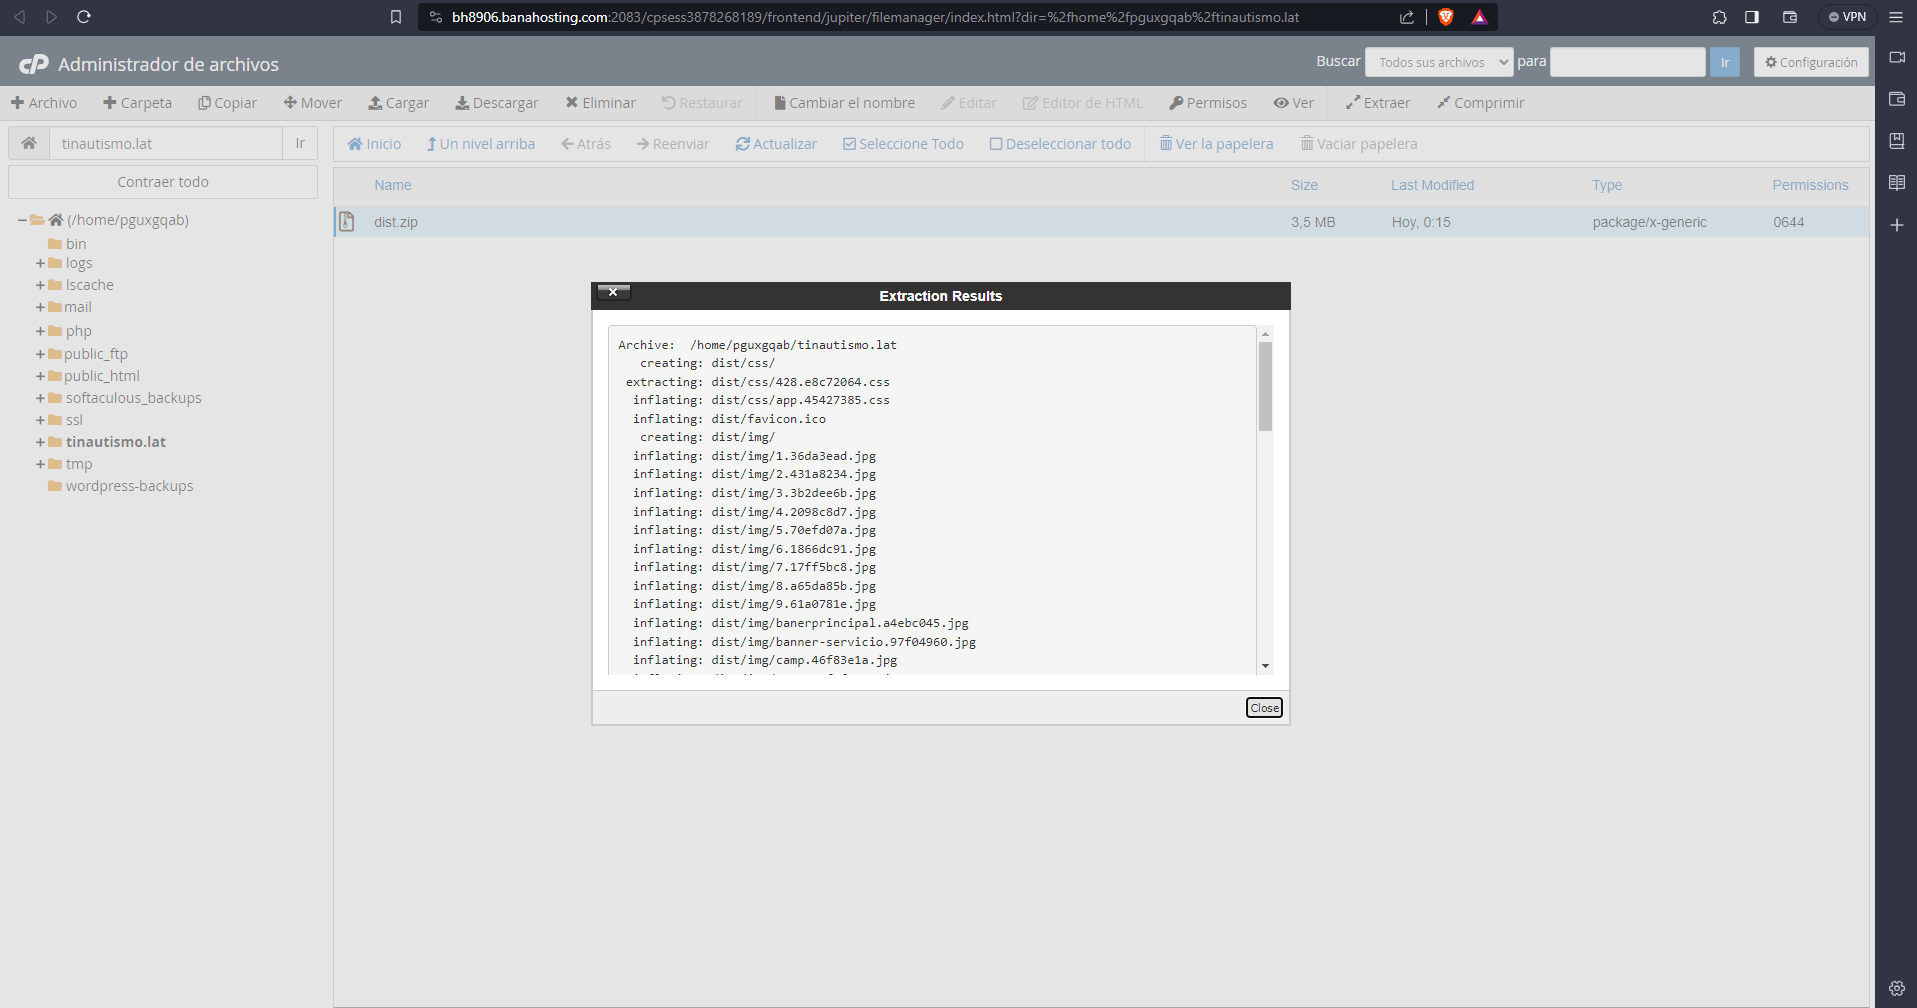 bh8906.banahosting.com:2083/cpsess3878268189/frontend/jupiter/filemanager/index.html?dir=%2fhome%2fpguxgqab%2ftinautismo.lat
VPN
cP Administrador de archivos
Buscar Todos sus archivos para Ir Configuración
Archivo Carpeta Copiar Mover Cargar Descargar Eliminar Restaurar Cambiar el nombre Editar Editor de HTML Permisos Ver Extraer Comprimir
tinautismo.lat Ir
Inicio Un nivel arriba Atrás Reenviar Actualizar Seleccione Todo Deseleccionar todo Ver la papelera Vaciar papelera
Contraer todo
(/home/pguxgqab)
bin
logs
lscache
mail
php
public_ftp
public_html
softaculous_backups
ssl
tinautismo.lat
tmp
wordpress-backups
Name Size Last Modified Type Permissions
dist.zip 3,5 MB Hoy, 0:15 package/x-generic 0644
Extraction Results
Archive: /home/pguxgqab/tinautismo.lat
creating: dist/css/
extracting: dist/css/428.e8c72064.css
inflating: dist/css/app.45427385.css
inflating: dist/favicon.ico
creating: dist/img/
inflating: dist/img/1.36da3ead.jpg
inflating: dist/img/2.431a8234.jpg
inflating: dist/img/3.3b2dee6b.jpg
inflating: dist/img/4.2098c8d7.jpg
inflating: dist/img/5.70efd07a.jpg
inflating: dist/img/6.1866dc91.jpg
inflating: dist/img/7.17ff5bc8.jpg
inflating: dist/img/8.a65da85b.jpg
inflating: dist/img/9.61a0781e.jpg
inflating: dist/img/banerprincipal.a4ebc045.jpg
inflating: dist/img/banner-servicio.97f04960.jpg
inflating: dist/img/camp.46f83e1a.jpg
Close